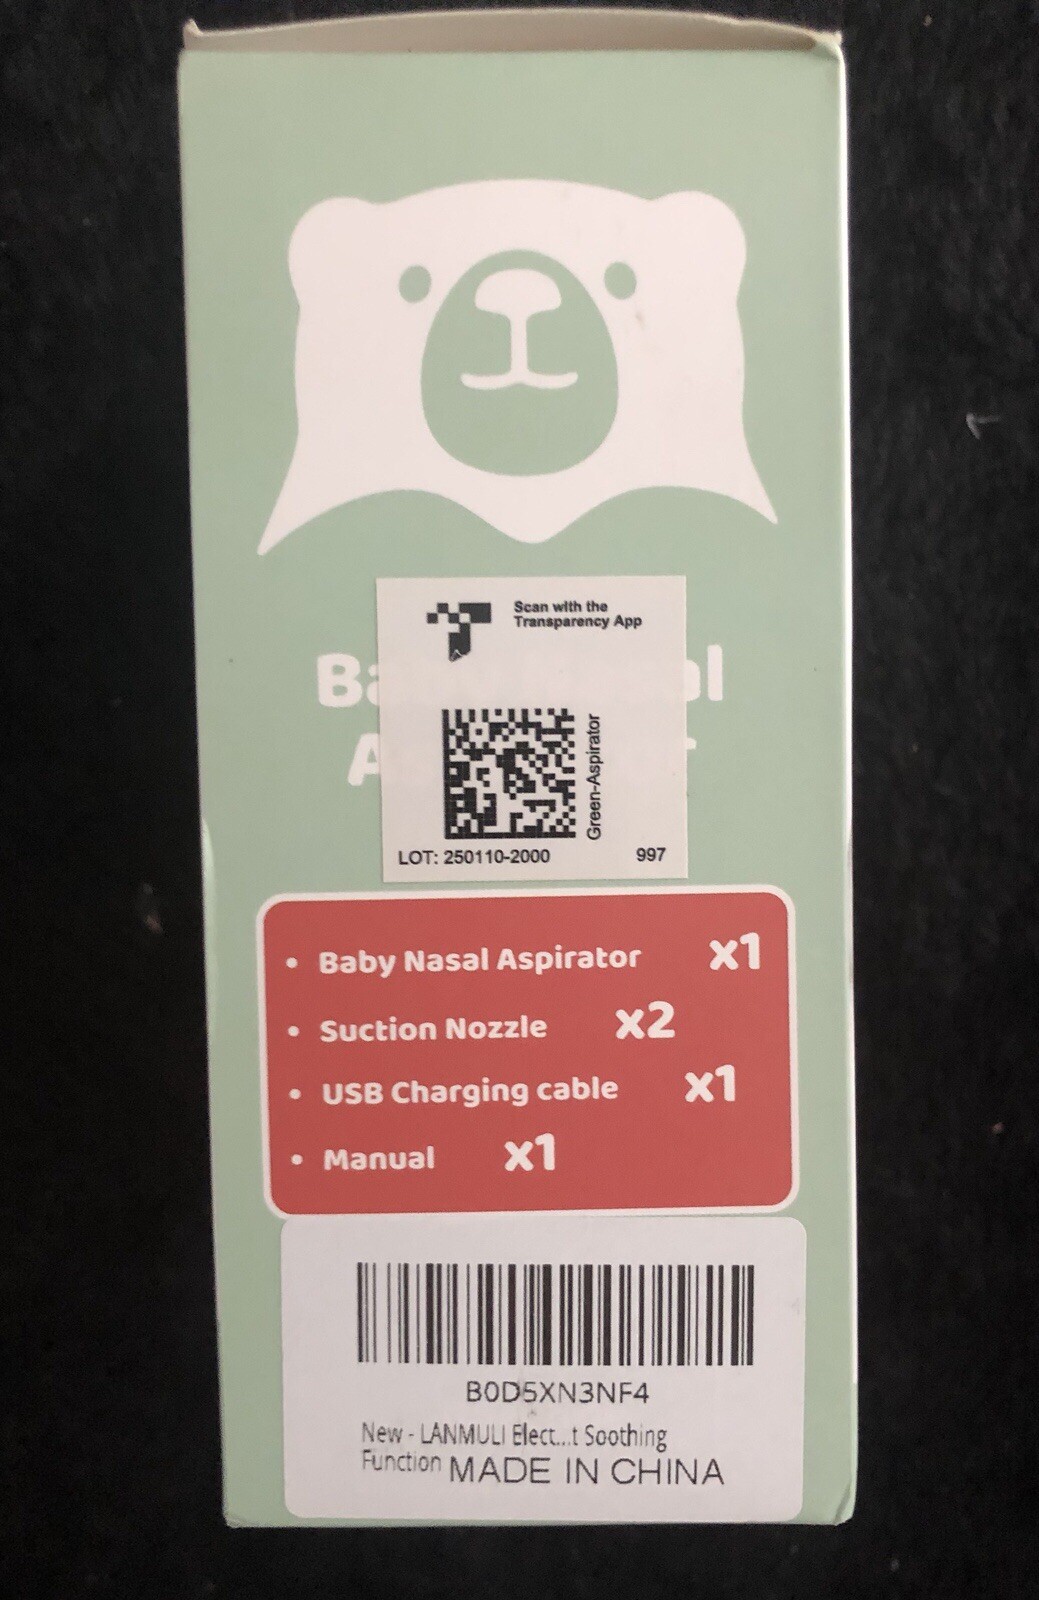 Scan with the
Transparency App
Green-Aspirator
LOT: 250110-2000 997
• Baby Nasal Aspirator x1
• Suction Nozzle x2
• USB Charging cable x1
• Manual x1
B0D5XN3NF4
New - LANMULI Elect...t Soothing
Function MADE IN CHINA